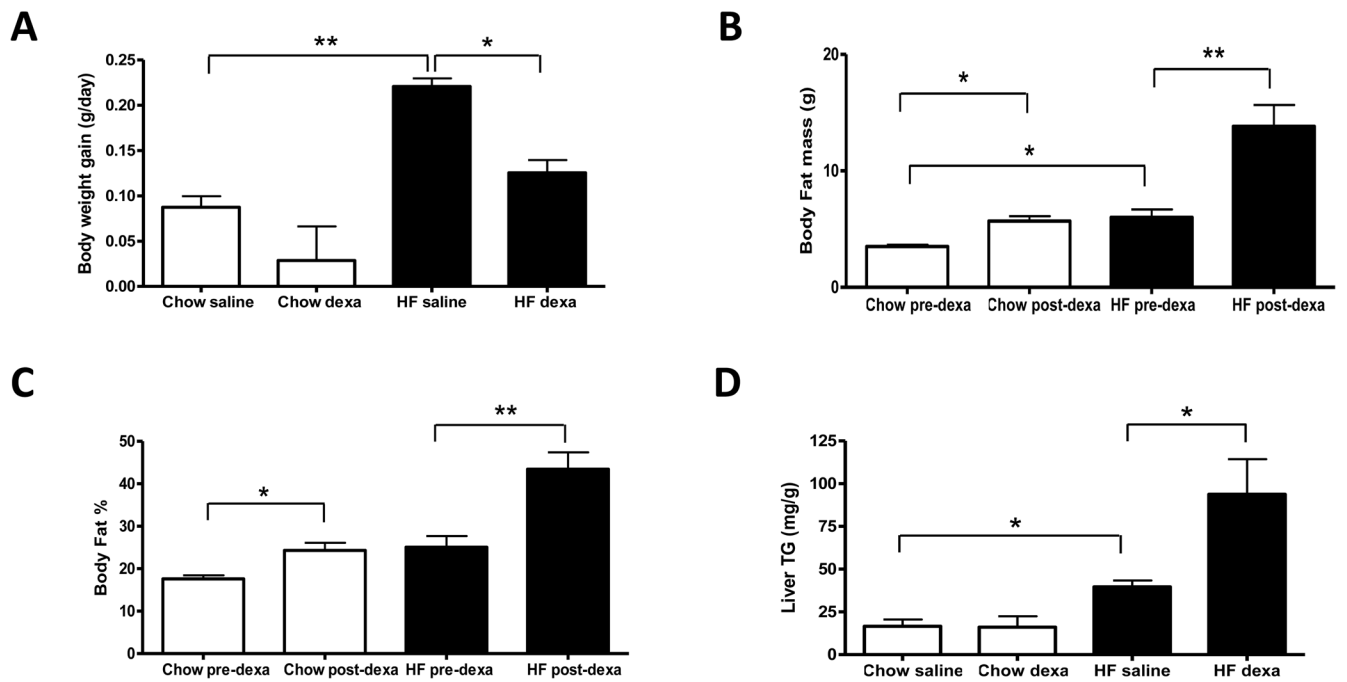 A
**
*
Body weight gain (g/day)
0.25
0.20
0.15
0.10
0.05
0.00
Chow saline
Chow dexa
HF saline
HF dexa
B
**
*
*
Body Fat mass (g)
20
10
0
Chow pre-dexa
Chow post-dexa
HF pre-dexa
HF post-dexa
C
**
*
Body Fat %
50
40
30
20
10
0
Chow pre-dexa
Chow post-dexa
HF pre-dexa
HF post-dexa
D
*
*
Liver TG (mg/g)
125
100
75
50
25
0
Chow saline
Chow dexa
HF saline
HF dexa